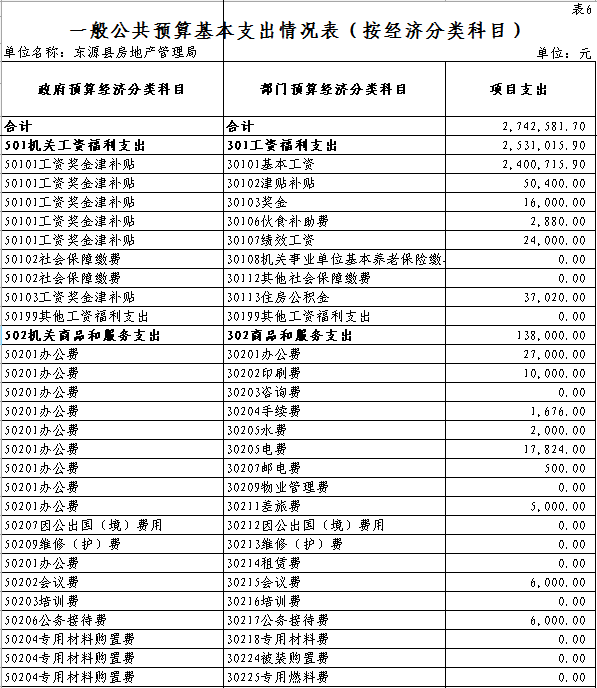 表6
一般公共预算基本支出情况表（按经济分类科目）
单位名称：东源县房地产管理局 单位：元
政府预算经济分类科目 部门预算经济分类科目 项目支出
合计 合计 2,742,581.70
501机关工资福利支出 301工资福利支出 2,531,015.90
50101工资奖金津补贴 30101基本工资 2,400,715.90
50101工资奖金津补贴 30102津贴补贴 50,400.00
50101工资奖金津补贴 30103奖金 16,000.00
50101工资奖金津补贴 30106伙食补助费 2,880.00
50101工资奖金津补贴 30107绩效工资 24,000.00
50102社会保障缴费 30108机关事业单位基本养老保险缴 0.00
50102社会保障缴费 30112其他社会保障缴费 0.00
50103工资奖金津补贴 30113住房公积金 37,020.00
50199其他工资福利支出 30199其他工资福利支出 0.00
502机关商品和服务支出 302商品和服务支出 138,000.00
50201办公费 30201办公费 27,000.00
50201办公费 30202印刷费 10,000.00
50201办公费 30203咨询费 0.00
50201办公费 30204手续费 1,676.00
50201办公费 30205水费 2,000.00
50201办公费 30205电费 17,824.00
50201办公费 30207邮电费 500.00
50201办公费 30209物业管理费 0.00
50201办公费 30211差旅费 5,000.00
50207因公出国（境）费用 30212因公出国（境）费用 0.00
50209维修（护）费 30213维修（护）费 0.00
50201办公费 30214租赁费 0.00
50202会议费 30215会议费 6,000.00
50203培训费 30216培训费 0.00
50206公务接待费 30217公务接待费 6,000.00
50204专用材料购置费 30218专用材料费 0.00
50204专用材料购置费 30224被装购置费 0.00
50204专用材料购置费 30225专用燃料费 0.00